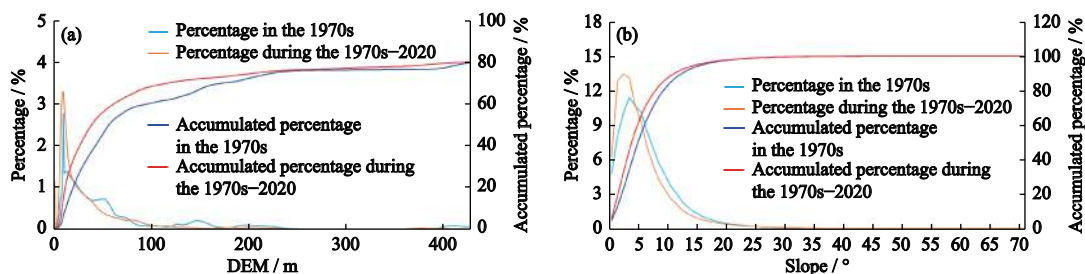 (a)
Percentage in the 1970s
Percentage during the 1970s−2020
Accumulated percentage
in the 1970s
Accumulated percentage during
the 1970s−2020
Percentage / %
5
4
3
2
1
0
Accumulated percentage / %
100
80
60
40
20
0
0 100 200 300 400
DEM / m
(b)
Percentage in the 1970s
Percentage during the 1970s−2020
Accumulated percentage
in the 1970s
Accumulated percentage during
the 1970s−2020
Percentage / %
18
15
12
9
6
3
0
Accumulated percentage / %
120
100
80
60
40
20
0
0 5 10 15 20 25 30 35 40 45 50 55 60 65 70
Slope / °